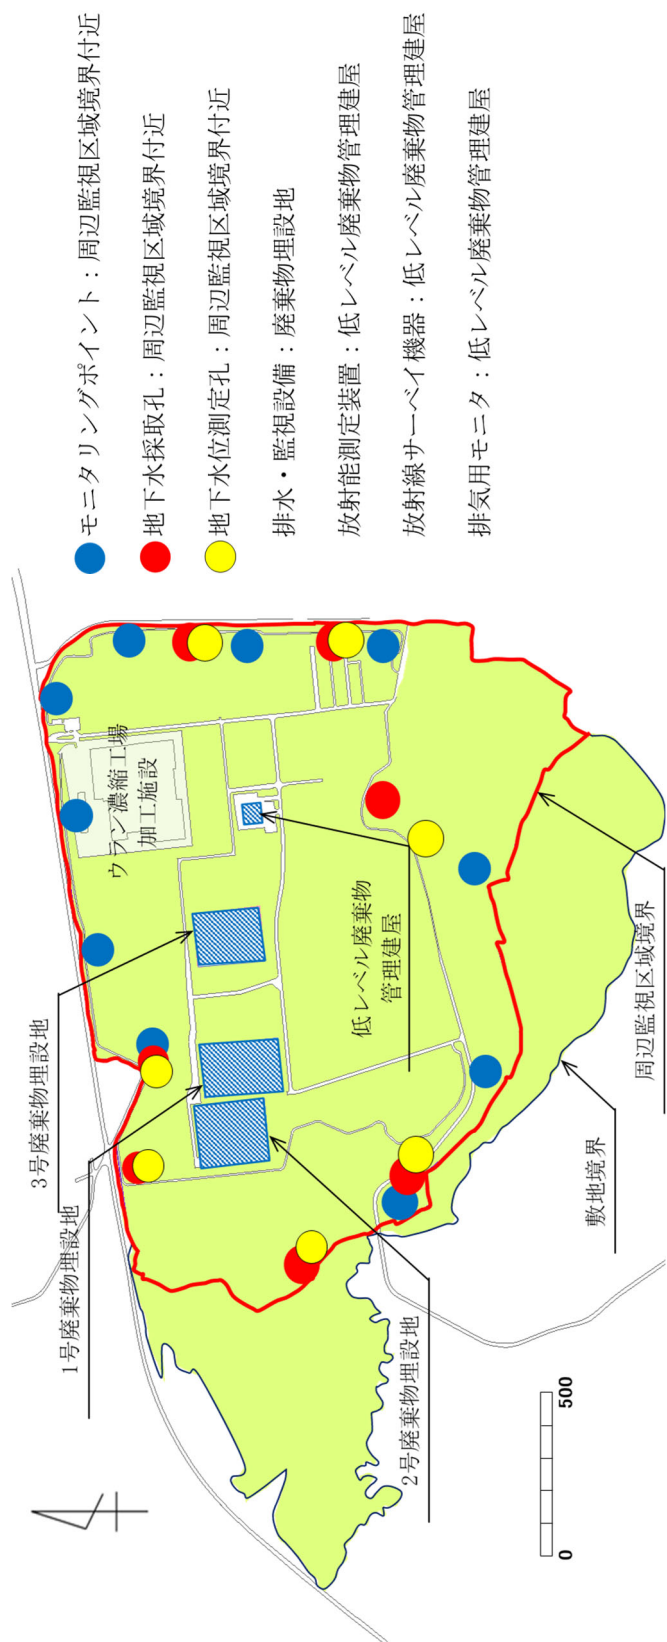 モニタリングポイント：周辺監視区域境界付近
地下水採取孔：周辺監視区域境界付近
地下水位測定孔：周辺監視区域境界付近
排水・監視設備：廃棄物埋設地
放射能測定装置：低レベル廃棄物管理建屋
放射線サーベイ機器：低レベル廃棄物管理建屋
排気用モニタ：低レベル廃棄物管理建屋
ウラン濃縮工場
加工施設
3号廃棄物埋設地
1号廃棄物埋設地
低レベル廃棄物
管理建屋
2号廃棄物埋設地
周辺監視区域境界
敷地境界
0
500